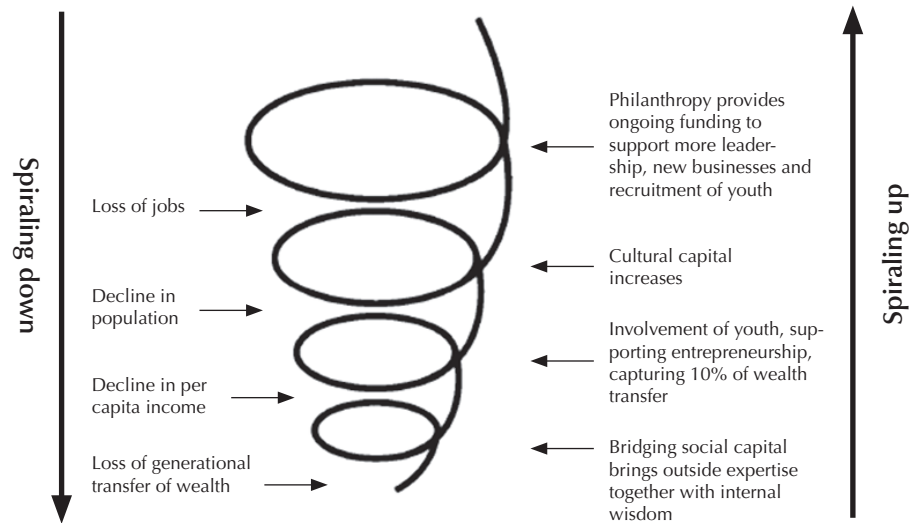 Spiraling down
Loss of jobs
Decline in
population
Decline in per
capita income
Loss of generational
transfer of wealth
Philanthropy provides
ongoing funding to
support more leader-
ship, new businesses and
recruitment of youth
Cultural capital
increases
Involvement of youth, sup-
porting entrepreneurship,
capturing 10% of wealth
transfer
Bridging social capital
brings outside expertise
together with internal
wisdom
Spiraling up